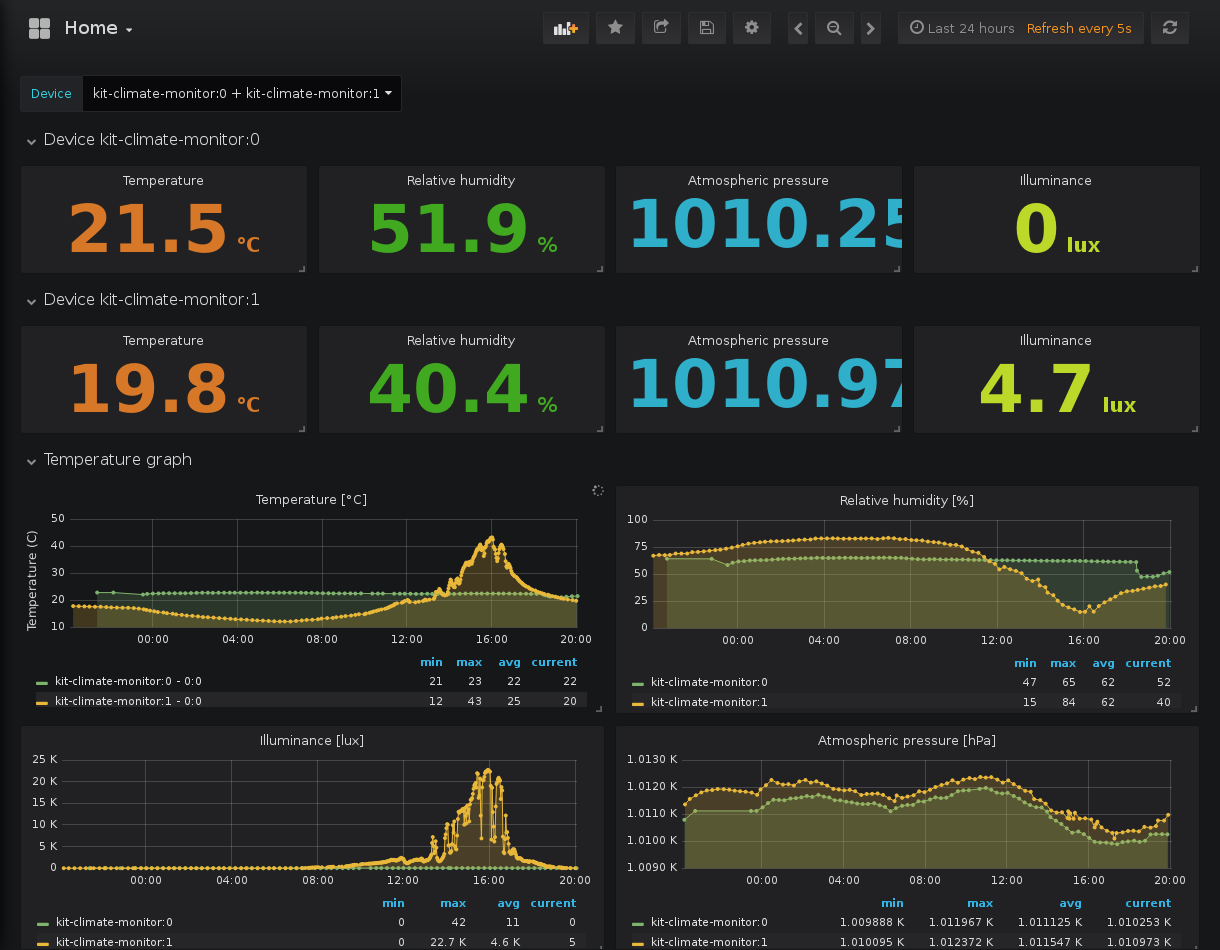 Home
Last 24 hours Refresh every 5s
Device kit-climate-monitor:0 + kit-climate-monitor:1
Device kit-climate-monitor:0
Temperature Relative humidity Atmospheric pressure Illuminance
21.5 °C 51.9 % 1010.25 0 lux
Device kit-climate-monitor:1
Temperature Relative humidity Atmospheric pressure Illuminance
19.8 °C 40.4 % 1010.97 4.7 lux
Temperature graph
Temperature [°C]
Temperature (C)
50
40
30
20
10
00:00 04:00 08:00 12:00 16:00 20:00
min max avg current
kit-climate-monitor:0 - 0:0 21 23 22 22
kit-climate-monitor:1 - 0:0 12 43 25 20
Relative humidity [%]
100
75
50
25
0
00:00 04:00 08:00 12:00 16:00 20:00
min max avg current
kit-climate-monitor:0 47 65 62 52
kit-climate-monitor:1 15 84 62 40
Illuminance [lux]
25 K
20 K
15 K
10 K
5 K
0
00:00 04:00 08:00 12:00 16:00 20:00
min max avg current
kit-climate-monitor:0 0 42 11 0
kit-climate-monitor:1 0 22.7 K 4.6 K 5
Atmospheric pressure [hPa]
1.0130 K
1.0120 K
1.0110 K
1.0100 K
1.0090 K
00:00 04:00 08:00 12:00 16:00 20:00
min max avg current
kit-climate-monitor:0 1.009888 K 1.011967 K 1.011125 K 1.010253 K
kit-climate-monitor:1 1.010095 K 1.012372 K 1.011547 K 1.010973 K